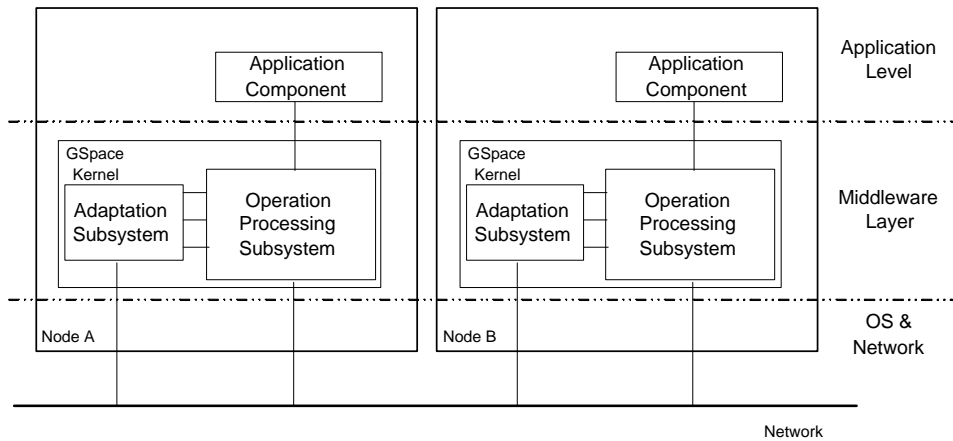 Application
Component
Application
Component
Application
Level
GSpace
Kernel
Adaptation
Subsystem
Operation
Processing
Subsystem
GSpace
Kernel
Adaptation
Subsystem
Operation
Processing
Subsystem
Middleware
Layer
Node A
Node B
OS &
Network
Network